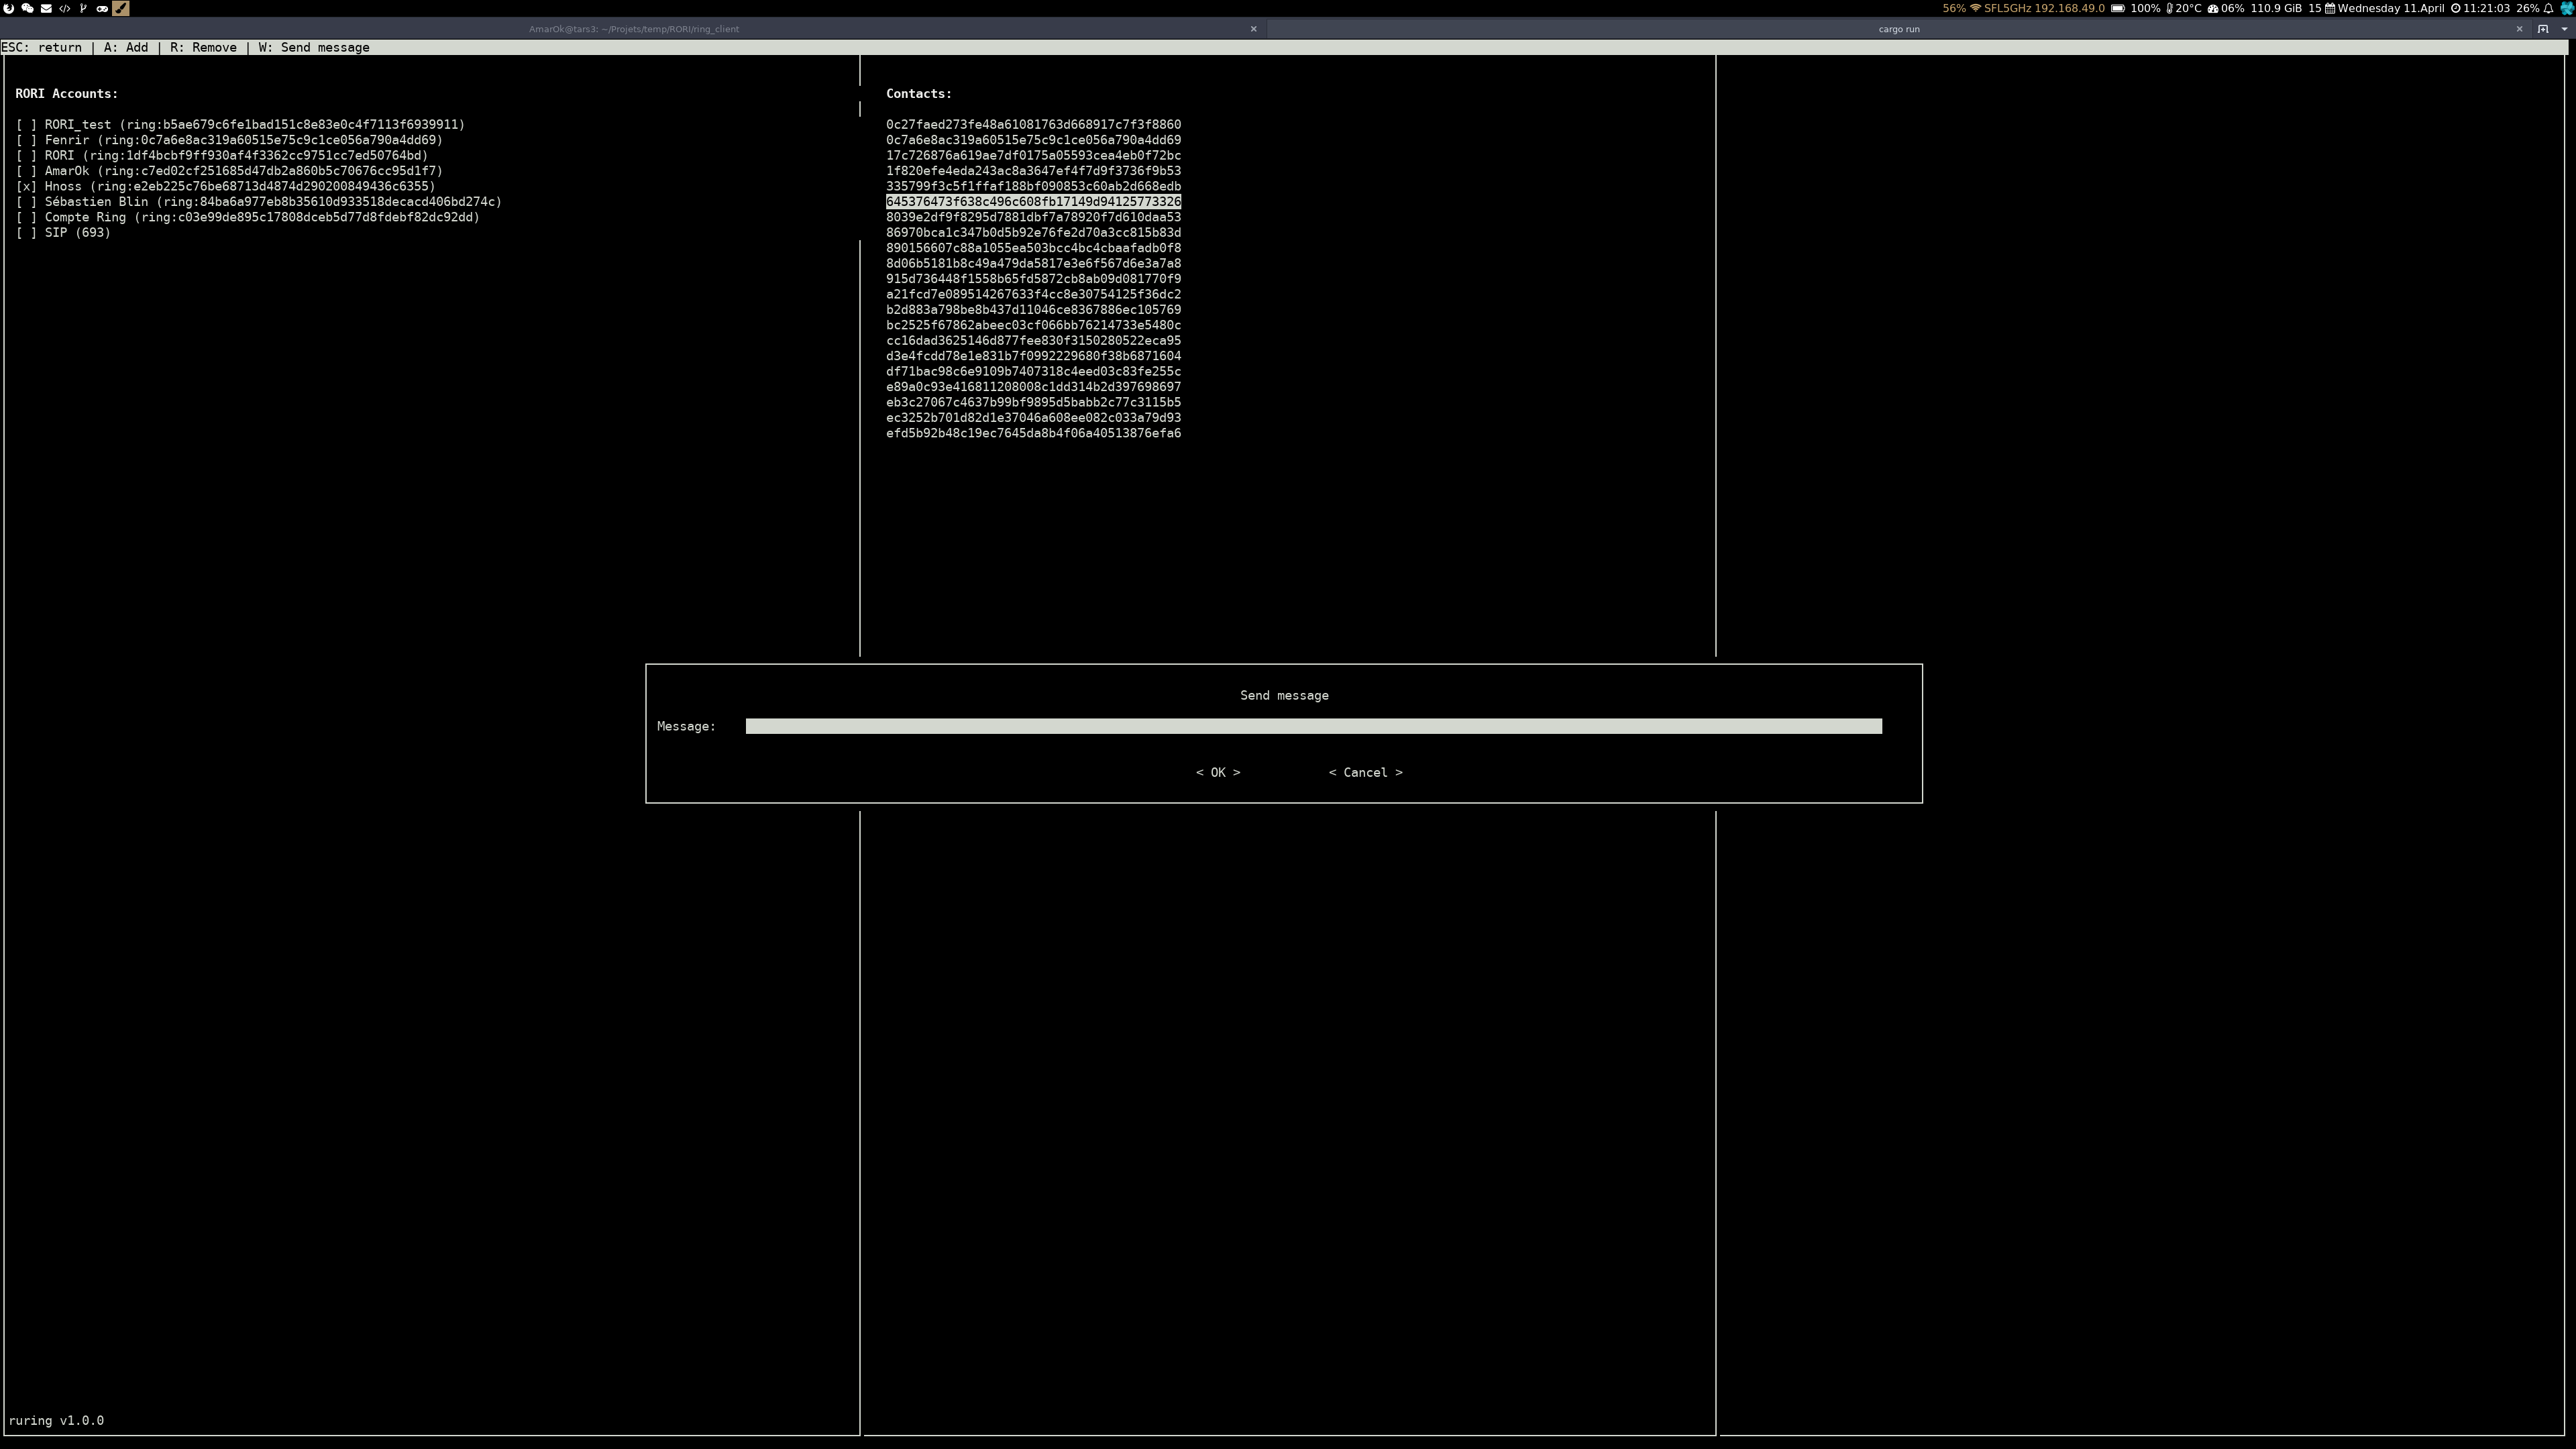 56% SFL5GHz 192.168.49.0 100% 20°C 06% 110.9 GiB 15 Wednesday 11.April 11:21:03 26%
AmarOk@tars3: ~/Projets/temp/RORI/ring_client
cargo run
ESC: return | A: Add | R: Remove | W: Send message
RORI Accounts:
[ ] RORI_test (ring:b5ae679c6fe1bad151c8e83e0c4f7113f6939911)
[ ] Fenrir (ring:0c7a6e8ac319a60515e75c9c1ce056a790a4dd69)
[ ] RORI (ring:1df4bcbf9ff930af4f3362cc9751cc7ed50764bd)
[ ] AmarOk (ring:c7ed02cf251685d47db2a860b5c70676cc95d1f7)
[x] Hnoss (ring:e2eb225c76be68713d4874d290200849436c6355)
[ ] Sébastien Blin (ring:84ba6a977eb8b35610d933518decacd406bd274c)
[ ] Compte Ring (ring:c03e99de895c17808dceb5d77d8fdebf82dc92dd)
[ ] SIP (693)
Contacts:
0c27faed273fe48a61081763d668917c7f3f8860
0c7a6e8ac319a60515e75c9c1ce056a790a4dd69
17c726876a619ae7df0175a05593cea4eb0f72bc
1f820efe4eda243ac8a3647ef4f7d9f3736f9b53
335799f3c5f1ffaf188bf090853c60ab2d668edb
645376473f638c496c608fb17149d94125773326
8039e2df9f8295d7881dbf7a78920f7d610daa53
86970bca1c347b0d5b92e76fe2d70a3cc815b83d
890156607c88a1055ea503bcc4bc4cbaafadb0f8
8d06b5181b8c49a479da5817e3e6f567d6e3a7a8
915d736448f1558b65fd5872cb8ab09d081770f9
a21fcd7e089514267633f4cc8e30754125f36dc2
b2d883a798be8b437d11046ce8367886ec105769
bc2525f67862abeec03cf066bb76214733e5480c
cc16dad3625146d877fee830f3150280522eca95
d3e4fcdd78e1e831b7f0992229680f38b6871604
df71bac98c6e9109b7407318c4eed03c83fe255c
e89a0c93e416811208008c1dd314b2d397698697
eb3c27067c4637b99bf9895d5babb2c77c3115b5
ec3252b701d82d1e37046a608ee082c033a79d93
efd5b92b48c19ec7645da8b4f06a40513876efa6
Send message
Message:
< OK > < Cancel >
ruring v1.0.0